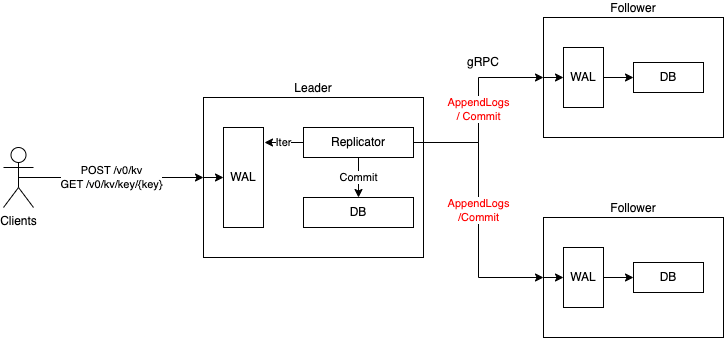 Follower
gRPC
WAL
DB
Leader
AppendLogs
/ Commit
WAL
Iter
Replicator
POST /v0/kv
GET /v0/kv/key/{key}
Commit
DB
Clients
AppendLogs
/Commit
Follower
WAL
DB